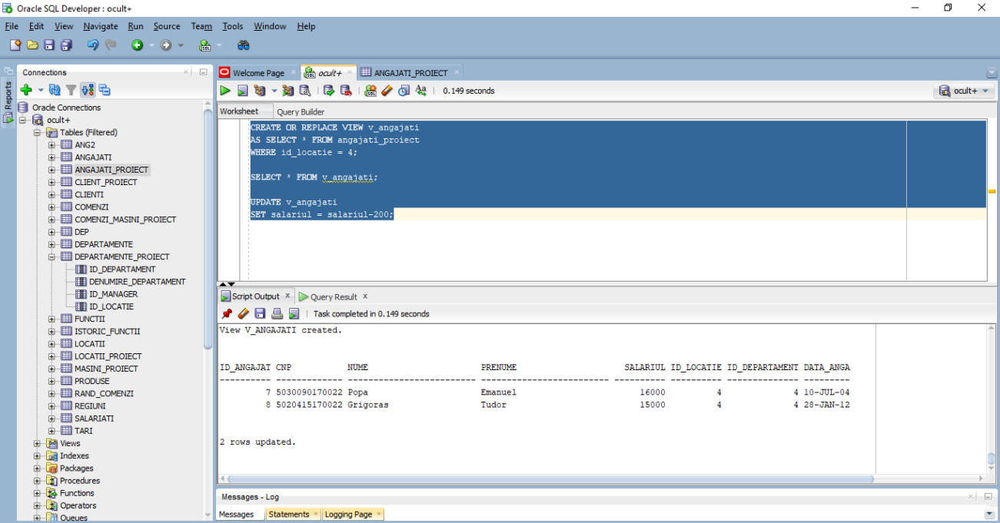 Oracle SQL Developer : ocult+
File Edit View Navigate Run Source Team Tools Window Help
Reports
Connections
Oracle Connections
ocult+
Tables (Filtered)
ANG2
ANGAJATI
ANGAJATI_PROIECT
CLIENT_PROIECT
CLIENTI
COMENZI
COMENZI_MASINI_PROIECT
DEP
DEPARTAMENTE
DEPARTAMENTE_PROIECT
ID_DEPARTAMENT
DENUMIRE_DEPARTAMENT
ID_MANAGER
ID_LOCATIE
FUNCTII
ISTORIC_FUNCTII
LOCATII
LOCATII_PROIECT
MASINI_PROIECT
PRODUSE
RAND_COMENZI
REGIUNI
SALARIATI
TARI
Views
Indexes
Packages
Procedures
Functions
Operators
Queues
Welcome Page ocult+ ANGAJATI_PROIECT
0.149 seconds ocult+
Worksheet Query Builder
CREATE OR REPLACE VIEW v_angajati
AS SELECT * FROM angajati_proiect
WHERE id_locatie = 4;
SELECT * FROM v_angajati;
UPDATE v_angajati
SET salariul = salariul-200;
Script Output x Query Result x
Task completed in 0.149 seconds
View V_ANGAJATI created.
ID_ANGAJAT CNP NUME PRENUME SALARIUL ID_LOCATIE ID_DEPARTAMENT DATA_ANGA
---------- ------------- ------------------------- ------------------------- ---------- ---------- -------------- ---------
7 5030090170022 Popa Emanuel 16000 4 4 10-JUL-04
8 5020415170022 Grigoras Tudor 15000 4 4 28-JAN-12
2 rows updated.
Messages - Log
Messages Statements Logging Page